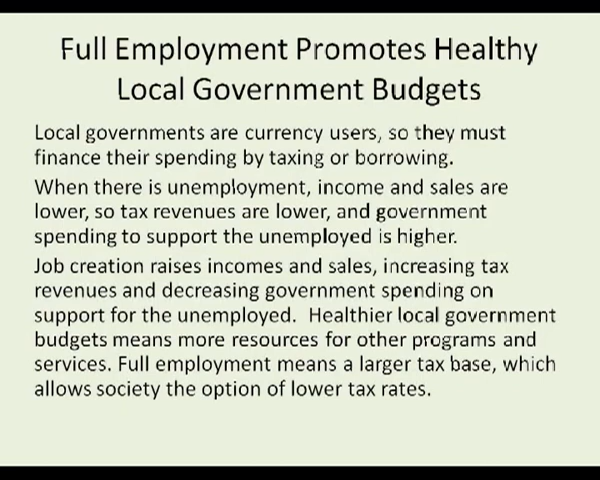 Full Employment Promotes Healthy
Local Government Budgets
Local governments are currency users, so they must
finance their spending by taxing or borrowing.
When there is unemployment, income and sales are
lower, so tax revenues are lower, and government
spending to support the unemployed is higher.
Job creation raises incomes and sales, increasing tax
revenues and decreasing government spending on
support for the unemployed.  Healthier local government
budgets means more resources for other programs and
services. Full employment means a larger tax base, which
allows society the option of lower tax rates.